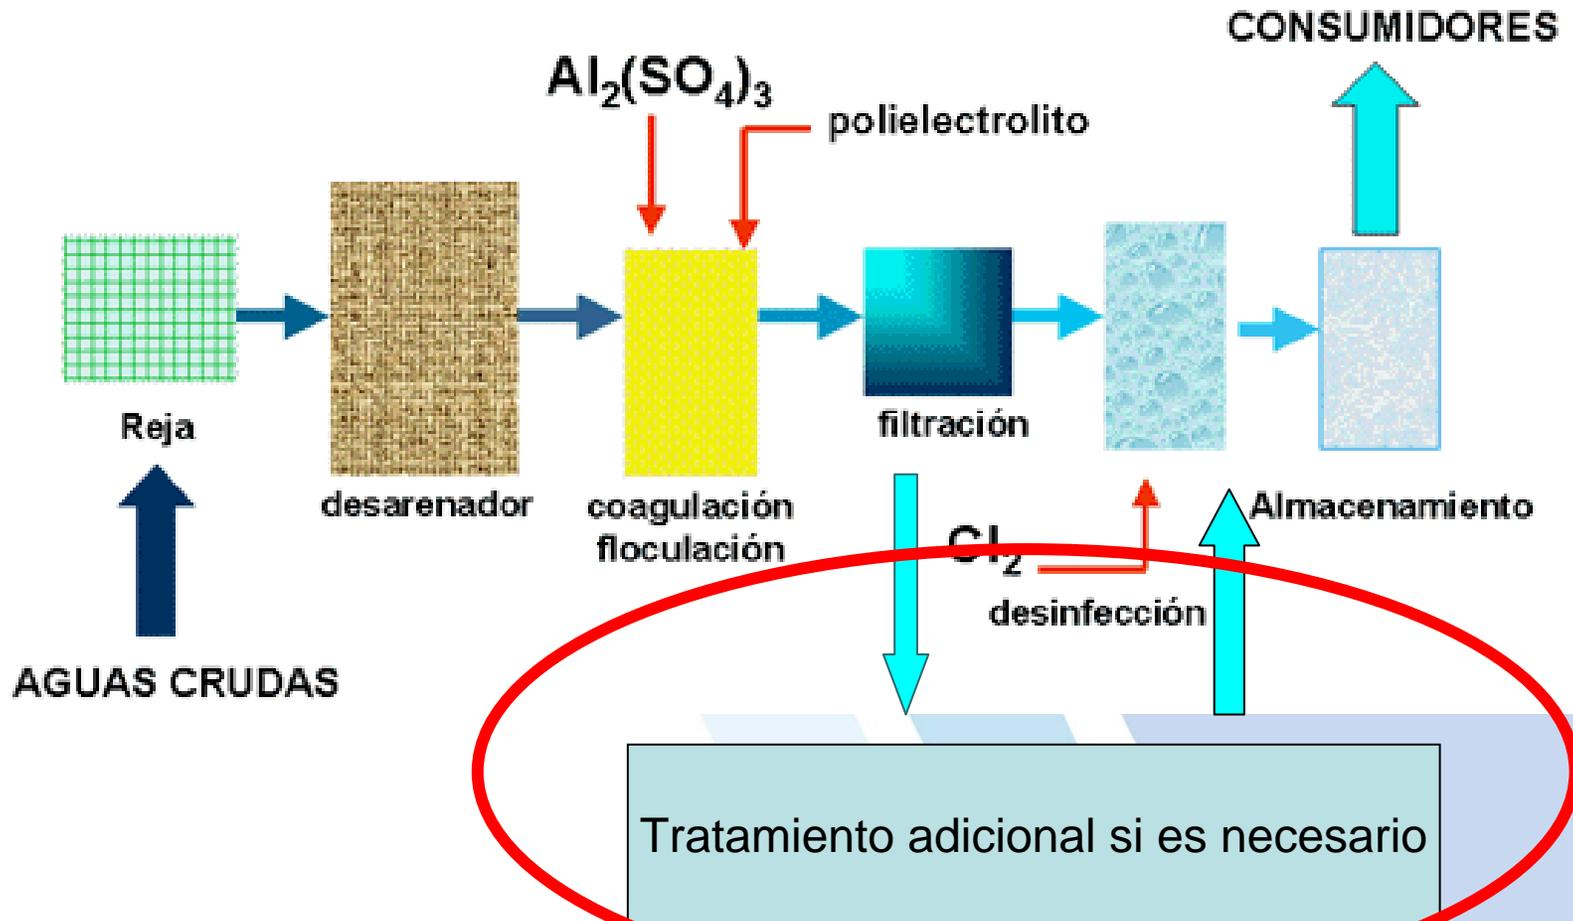 CONSUMIDORES
Al₂(SO₄)₃
polielectrolito
Reja
desarenador
coagulación
floculación
filtración
Cl₂
desinfección
Almacenamiento
AGUAS CRUDAS
Tratamiento adicional si es necesario